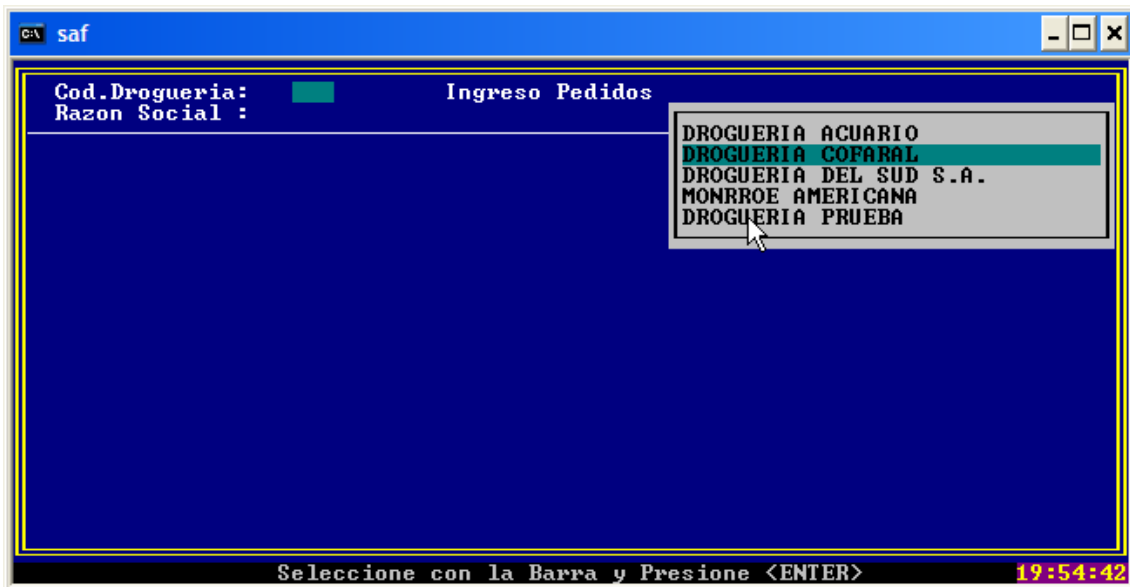 saf
Cod.Drogueria: Ingreso Pedidos
Razon Social :
DROGUERIA ACUARIO
DROGUERIA COFARAL
DROGUERIA DEL SUD S.A.
MONRROE AMERICANA
DROGUERIA PRUEBA
Seleccione con la Barra y Presione <ENTER> 19:54:42